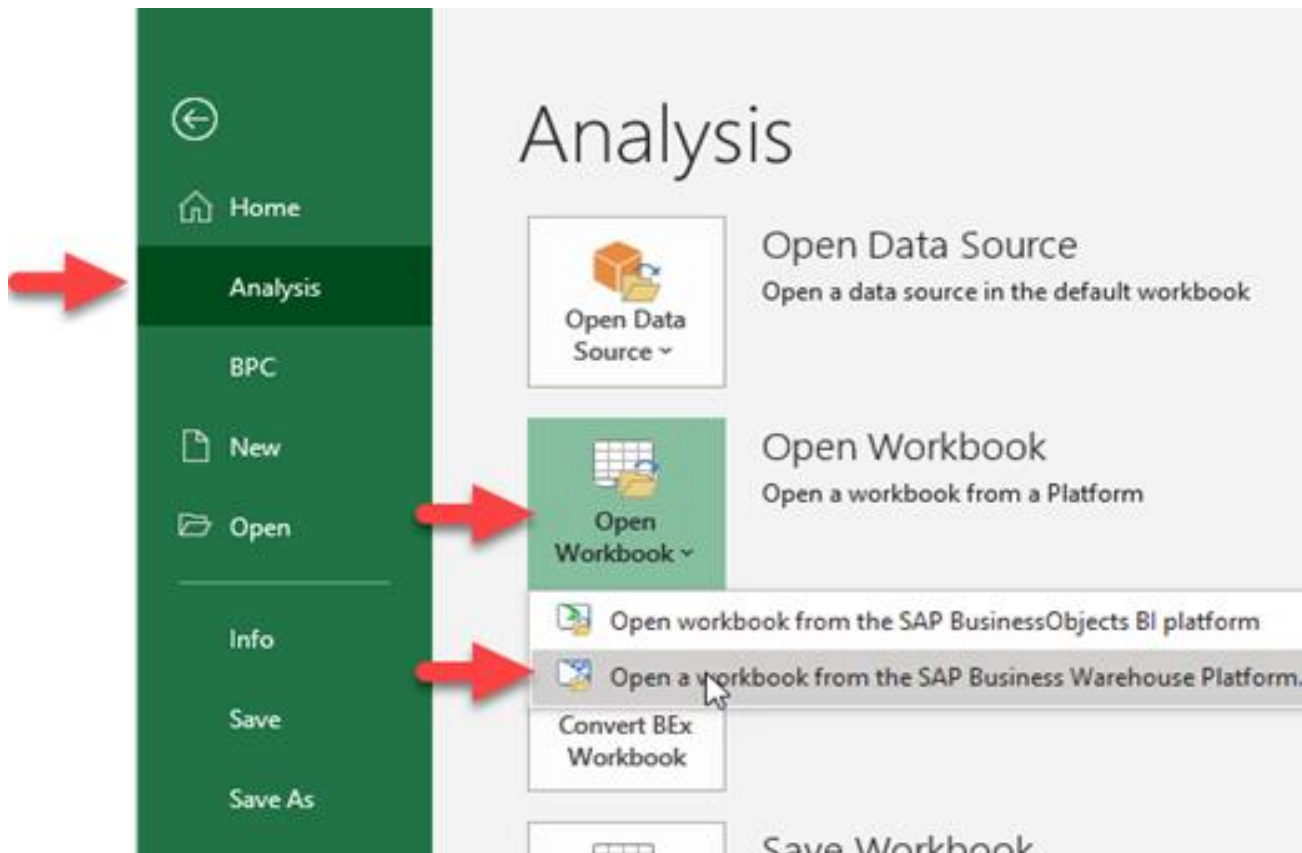 Home
Analysis
BPC
New
Open
Info
Save
Save As
Analysis
Open Data
Source
Open Data Source
Open a data source in the default workbook
Open
Workbook
Open Workbook
Open a workbook from a Platform
Open workbook from the SAP BusinessObjects BI platform
Open a workbook from the SAP Business Warehouse Platform.
Convert BEx
Workbook
Save Workbook